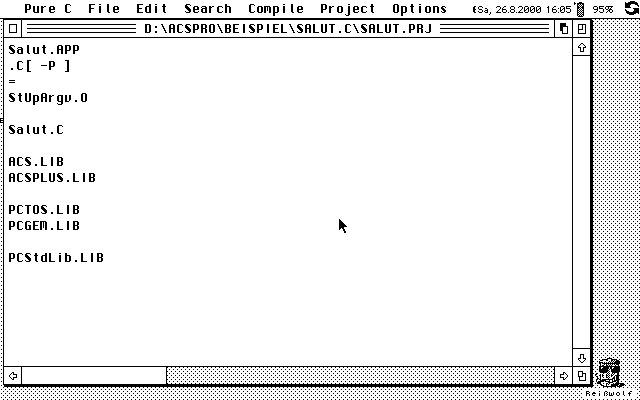 Pure C File Edit Search Compile Project Options Sa, 26.8.2000 16:05 95%
D:\ACSPRO\BEISPIEL\SALUT.C\SALUT.PRJ
Salut.APP
.C[ -P ]
=
StUpArgv.O
Salut.C
ACS.LIB
ACSPLUS.LIB
PCTOS.LIB
PCGEM.LIB
PCStdLib.LIB
Reißwolf